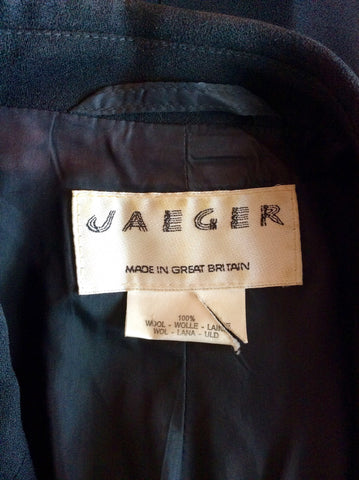 JAEGER
MADE IN GREAT BRITAIN
100%
WOOL - WOLLE - LAINE
WOL - LANA - ULD